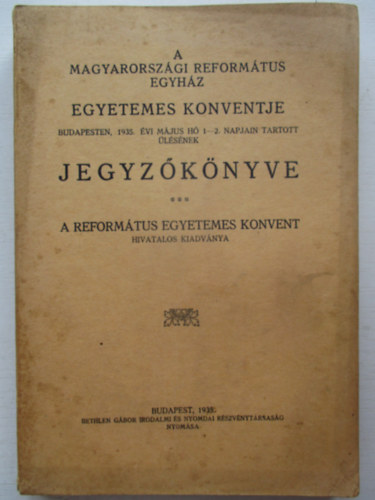 A
MAGYARORSZÁGI REFORMÁTUS
EGYHÁZ
EGYETEMES KONVENTJE
BUDAPESTEN, 1935. ÉVI MÁJUS HÓ 1—2. NAPJAIN TARTOTT
ÜLÉSÉNEK
JEGYZŐKÖNYVE
* * *
A REFORMÁTUS EGYETEMES KONVENT
HIVATALOS KIADVÁNYA
BUDAPEST, 1935.
BETHLEN GÁBOR IRODALMI ÉS NYOMDAI RÉSZVÉNYTÁRSASÁG
NYOMÁSA.